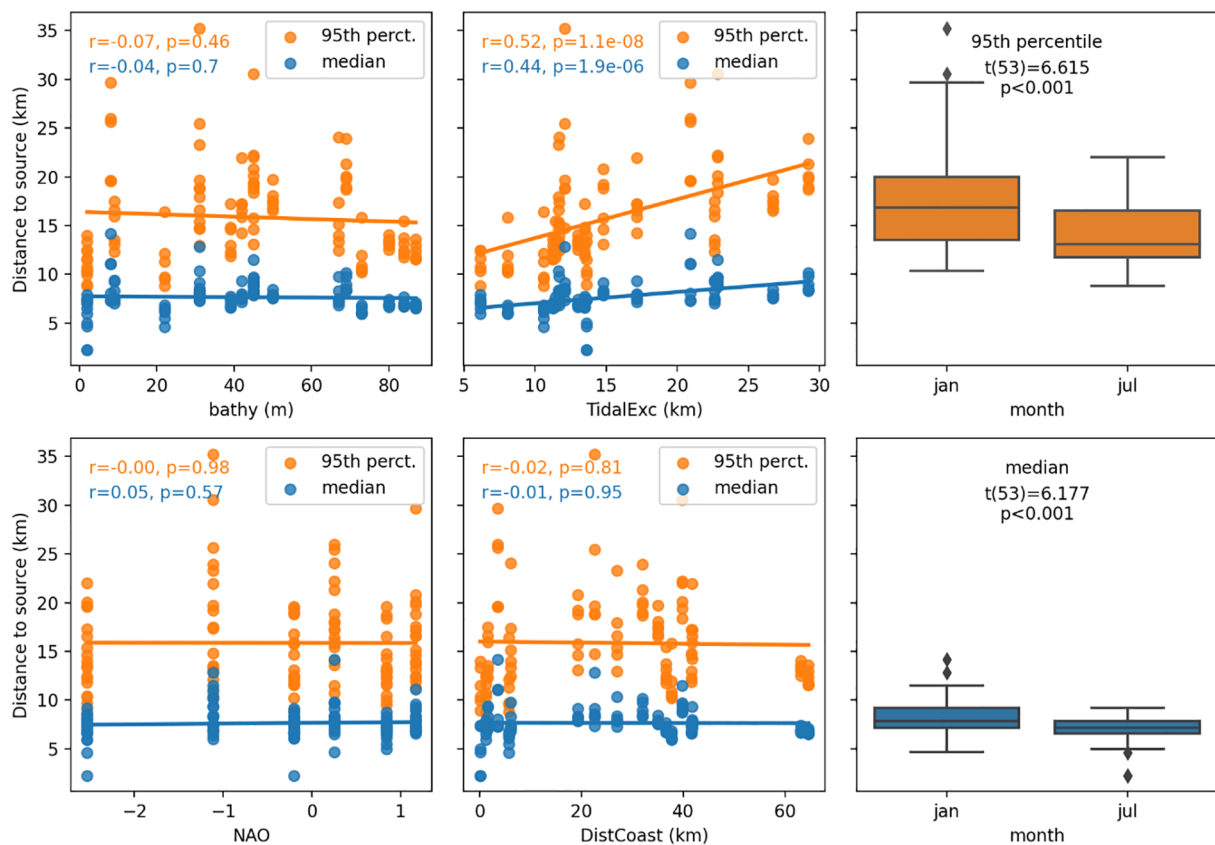 35
30
25
20
15
10
5
Distance to source (km)
r=-0.07, p=0.46
r=-0.04, p=0.7
95th perct.
median
0
20
40
60
80
bathy (m)
r=0.52, p=1.1e-08
r=0.44, p=1.9e-06
95th perct.
median
5
10
15
20
25
30
TidalExc (km)
95th percentile
t(53)=6.615
p<0.001
jan
jul
month
35
30
25
20
15
10
5
Distance to source (km)
r=-0.00, p=0.98
r=0.05, p=0.57
95th perct.
median
−2
−1
0
1
NAO
r=-0.02, p=0.81
r=-0.01, p=0.95
95th perct.
median
0
20
40
60
DistCoast (km)
median
t(53)=6.177
p<0.001
jan
jul
month